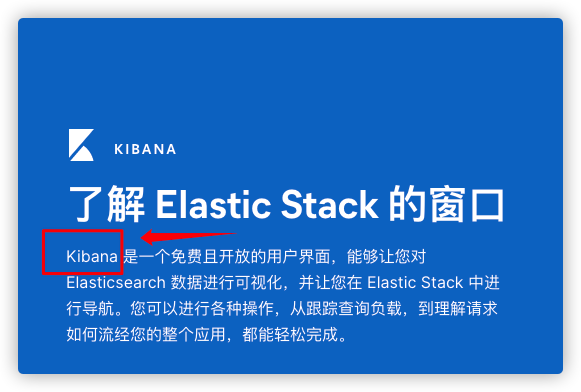 KIBANA
了解 Elastic Stack 的窗口
Kibana 是一个免费且开放的用户界面，能够让您对
Elasticsearch 数据进行可视化，并让您在 Elastic Stack 中进
行导航。您可以进行各种操作，从跟踪查询负载，到理解请求
如何流经您的整个应用，都能轻松完成。